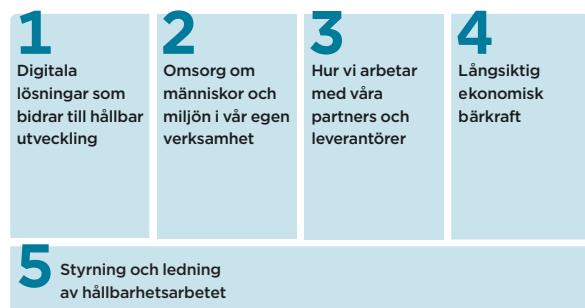 1
Digitala
lösningar som
bidrar till hållbar
utveckling
2
Omsorg om
människor och
miljön i vår egen
verksamhet
3
Hur vi arbetar
med våra
partners och
leverantörer
4
Långsiktig
ekonomisk
bärkraft
5
Styrning och ledning
av hållbarhetsarbetet